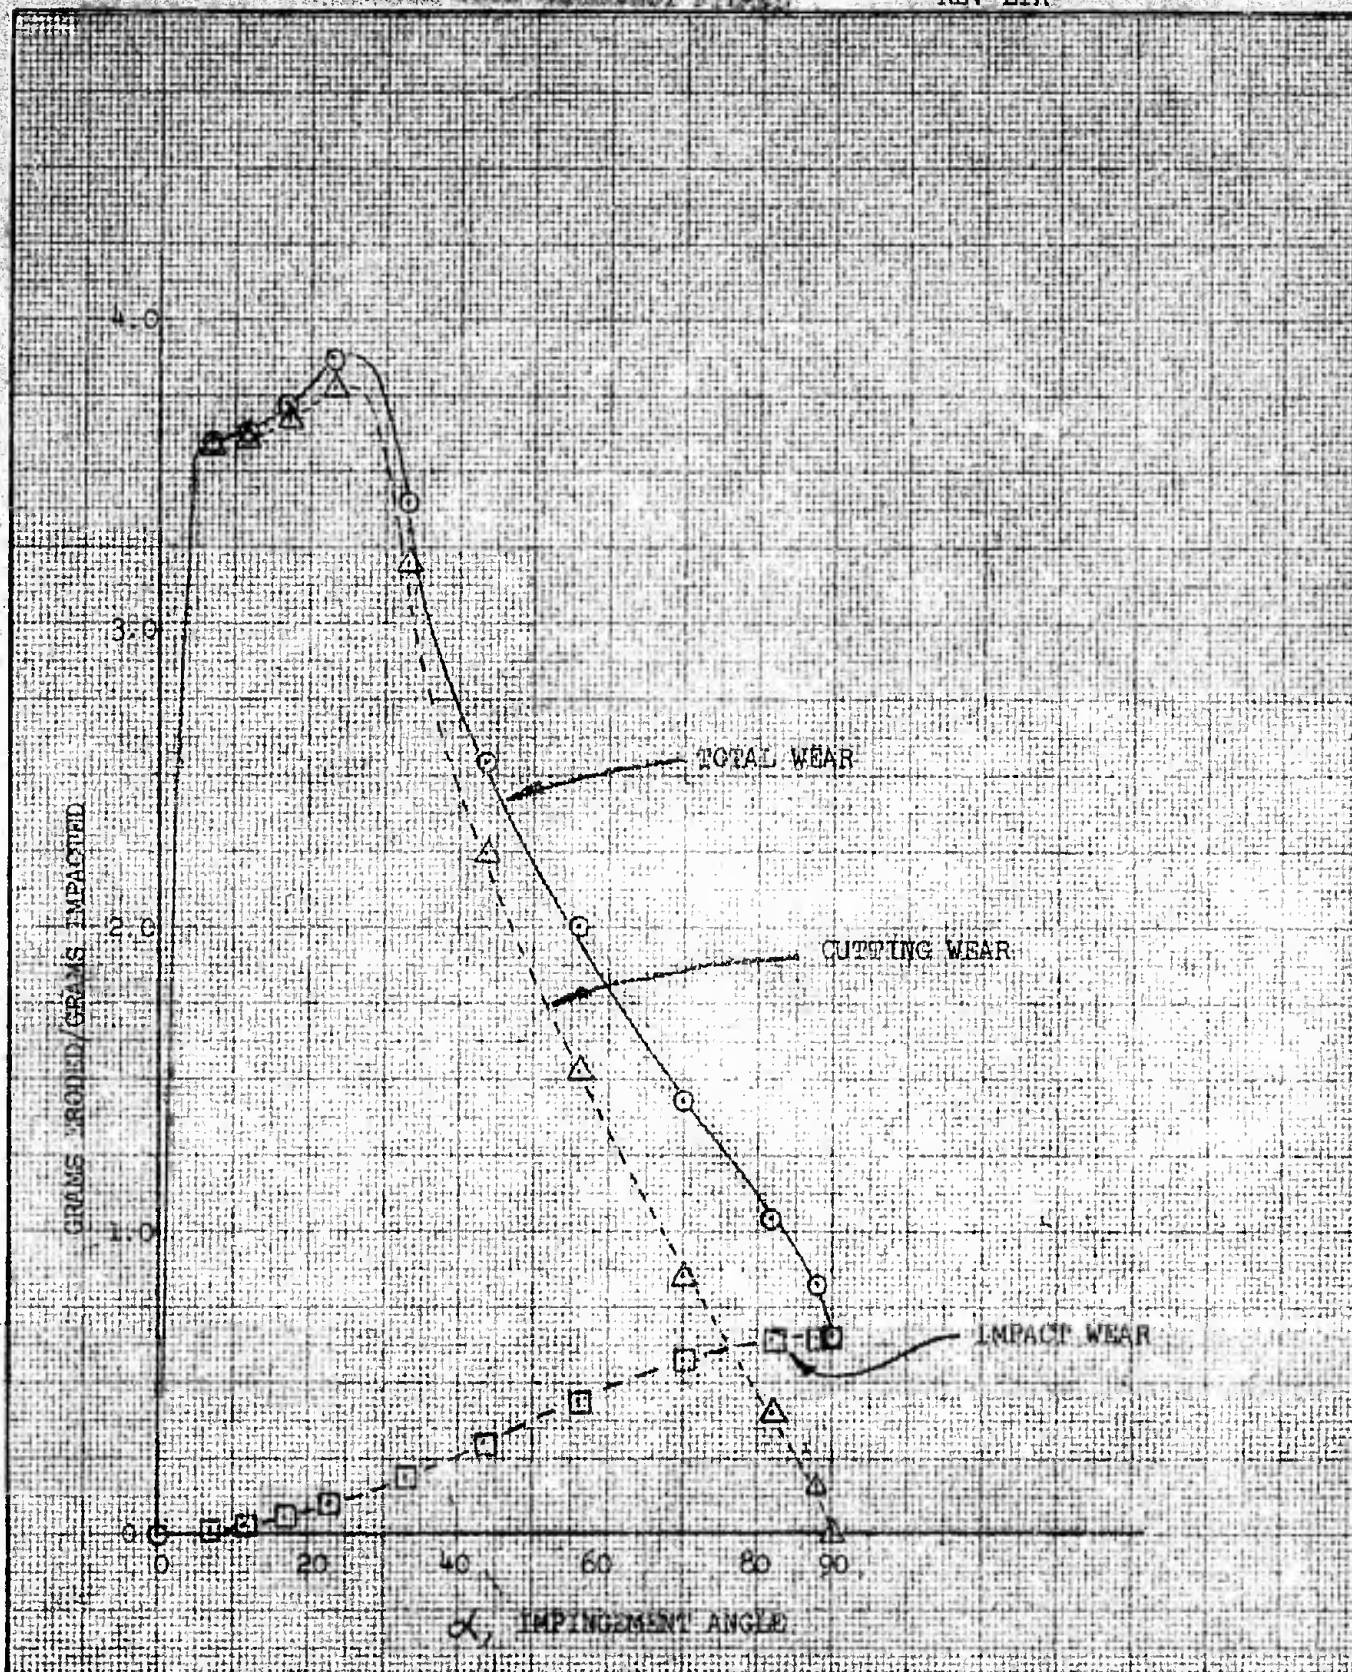 4.0
3.0
2.0
1.0
0
GRAMS ERODED/GRAMS IMPACTED
TOTAL WEAR
CUTTING WEAR
IMPACT WEAR
0 20 40 60 80 90
α, IMPINGEMENT ANGLE